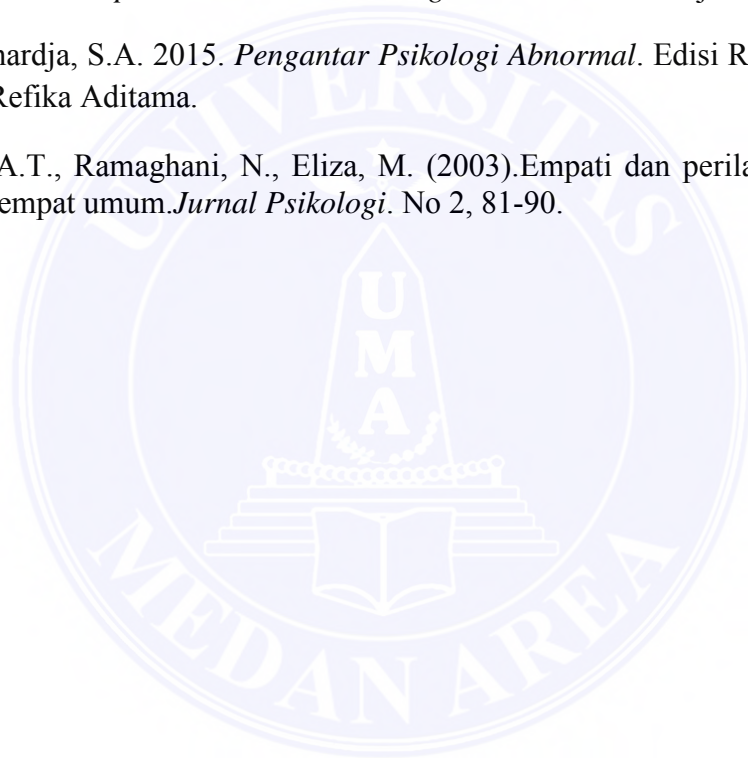 hardja, S.A. 2015. Pengantar Psikologi Abnormal. Edisi R
Refika Aditama.
A.T., Ramaghani, N., Eliza, M. (2003).Empati dan perila
empat umum.Jurnal Psikologi. No 2, 81-90.
UNIVERSITAS
U
M
A
MEDAN AREA